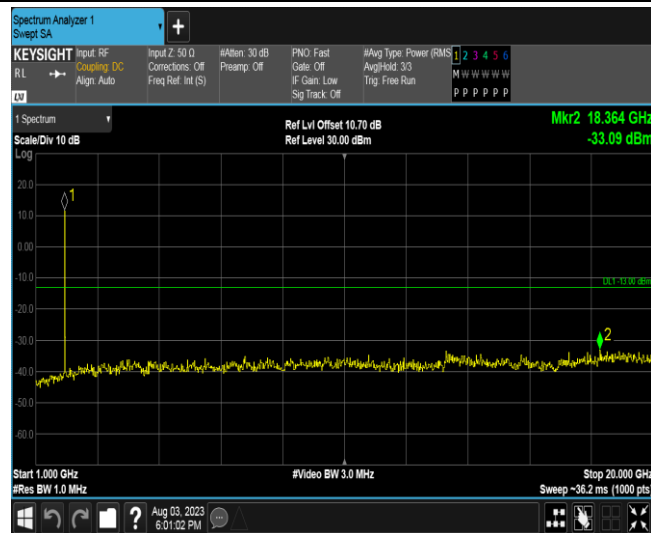 Spectrum Analyzer 1
Swept SA
+
KEYSIGHT
RL
LXI
Input: RF
Coupling: DC
Align: Auto
Input Z: 50 Ω
Corrections: Off
Freq Ref: Int (S)
#Atten: 30 dB
Preamp: Off
PNO: Fast
Gate: Off
IF Gain: Low
Sig Track: Off
#Avg Type: Power (RMS
Avg|Hold: 3/3
Trig: Free Run
1 2 3 4 5 6
M W W W W W
P P P P P P
1 Spectrum
Scale/Div 10 dB
Ref Lvl Offset 10.70 dB
Ref Level 30.00 dBm
Mkr2 18.364 GHz
-33.09 dBm
Log
20.0
10.0
0.00
-10.0
-20.0
-30.0
-40.0
-50.0
-60.0
1
DL1 -13.00 dBm
2
Start 1.000 GHz
#Res BW 1.0 MHz
#Video BW 3.0 MHz
Stop 20.000 GHz
Sweep ~36.2 ms (1000 pts)
?
Aug 03, 2023
6:01:02 PM